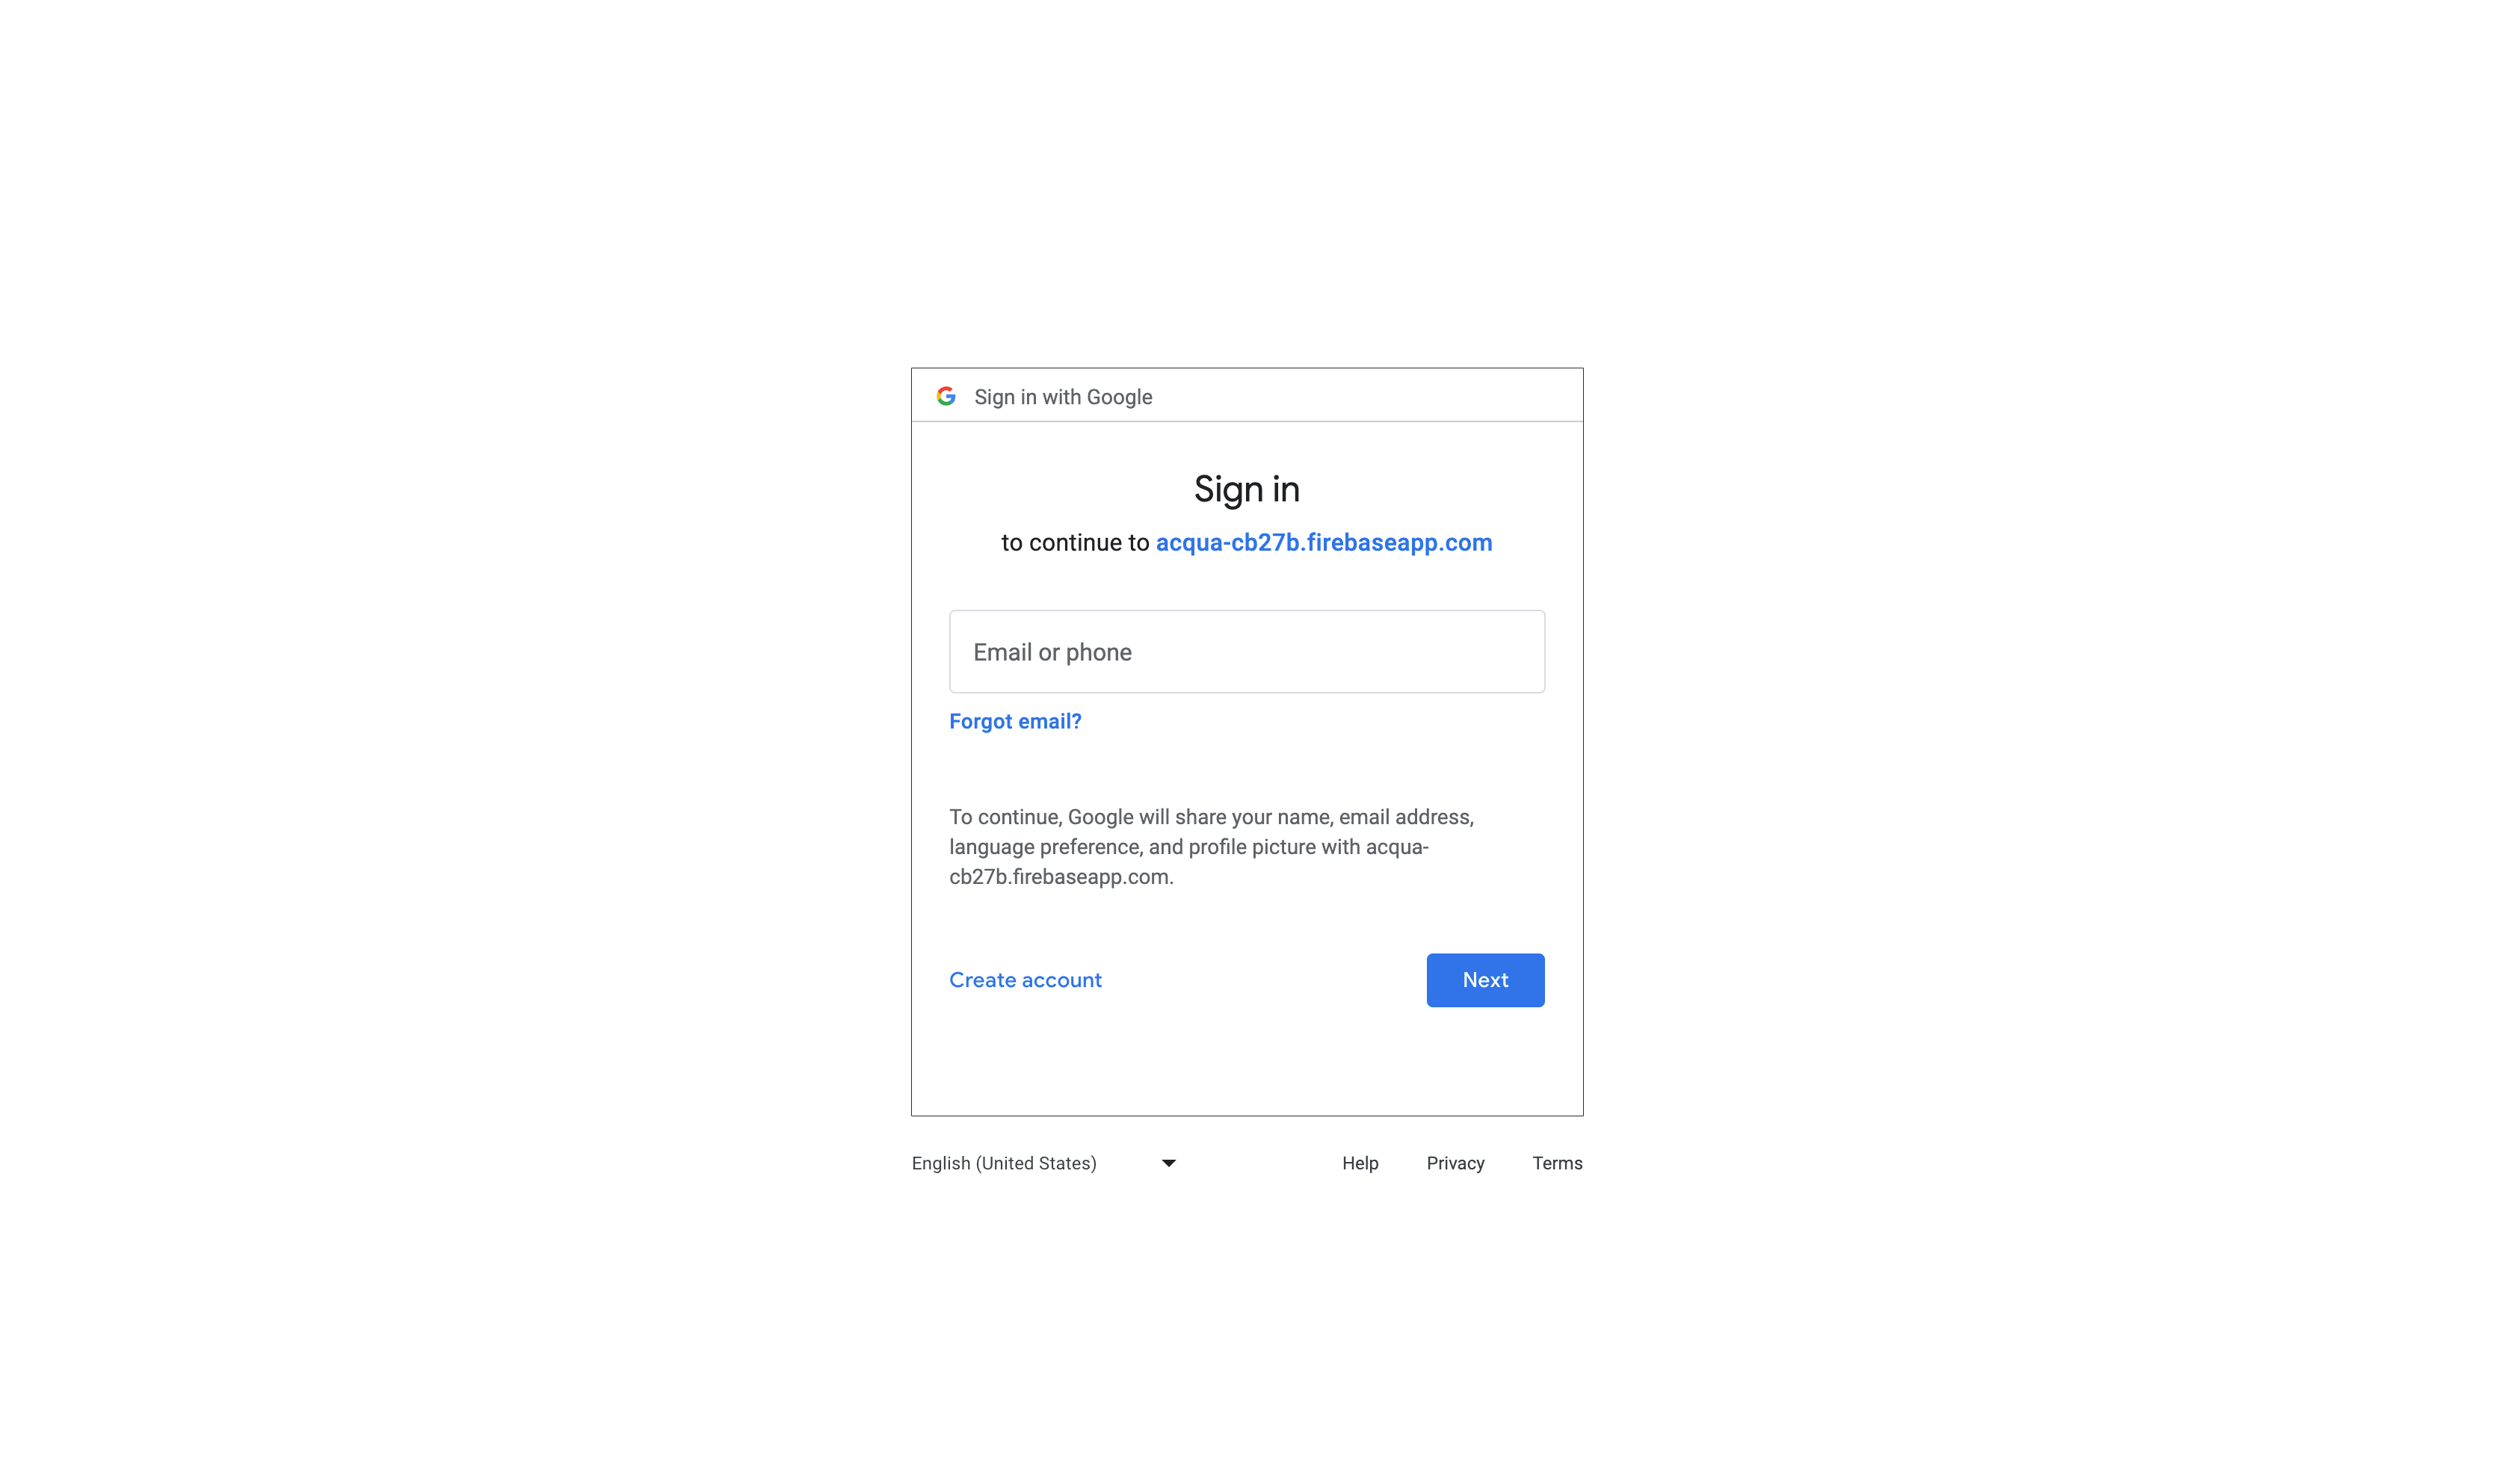 Sign in with Google
Sign in
to continue to acqua-cb27b.firebaseapp.com
Email or phone
Forgot email?
To continue, Google will share your name, email address,
language preference, and profile picture with acqua-
cb27b.firebaseapp.com.
Create account
Next
English (United States)
Help
Privacy
Terms